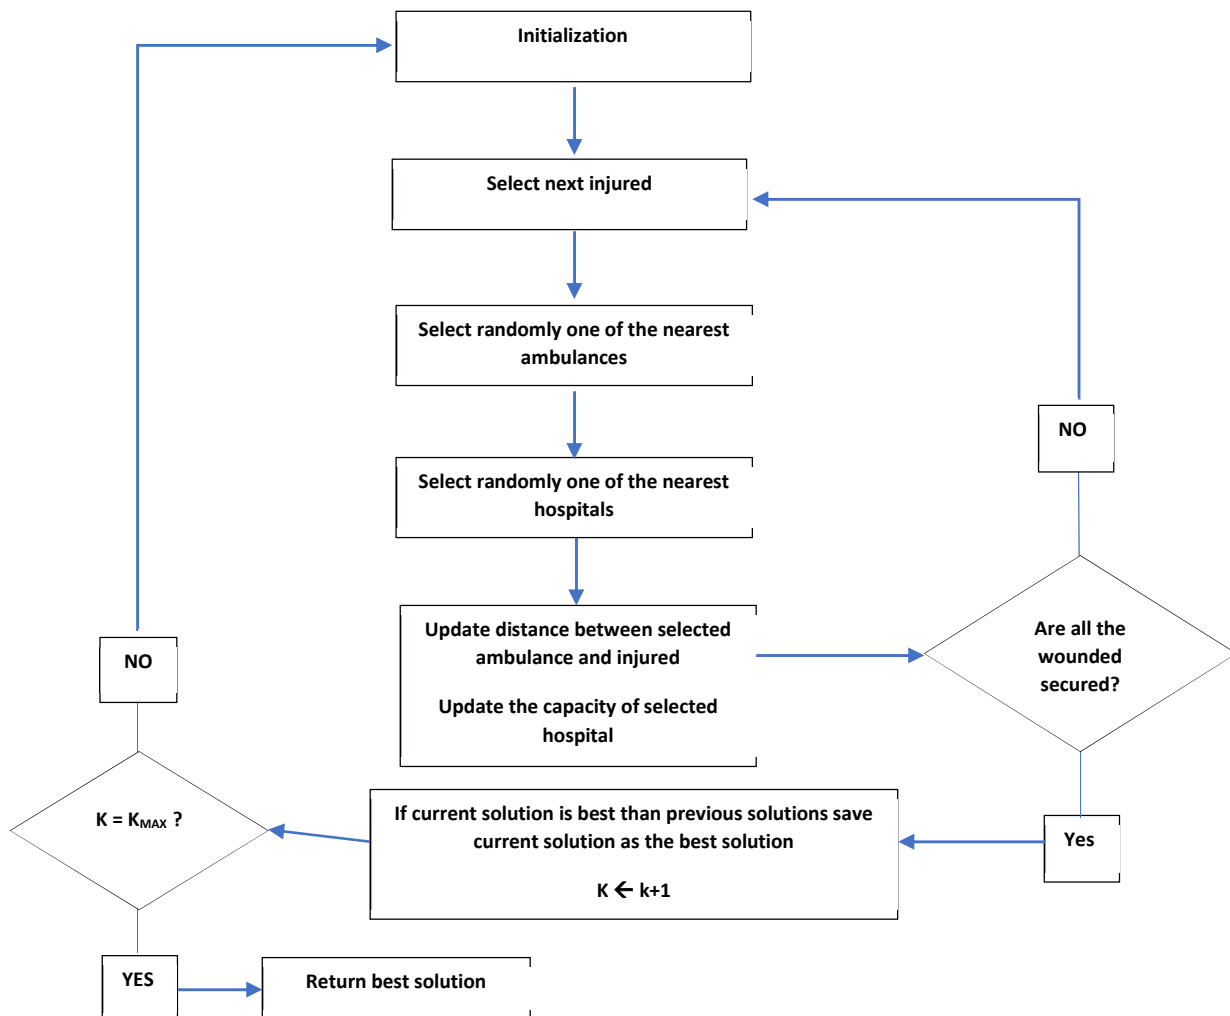 Initialization
Select next injured
Select randomly one of the nearest
ambulances
Select randomly one of the nearest
hospitals
Update distance between selected
ambulance and injured
Update the capacity of selected
hospital
Are all the
wounded
secured?
NO
Yes
If current solution is best than previous solutions save
current solution as the best solution
K ← k+1
K = KMAX ?
NO
YES
Return best solution